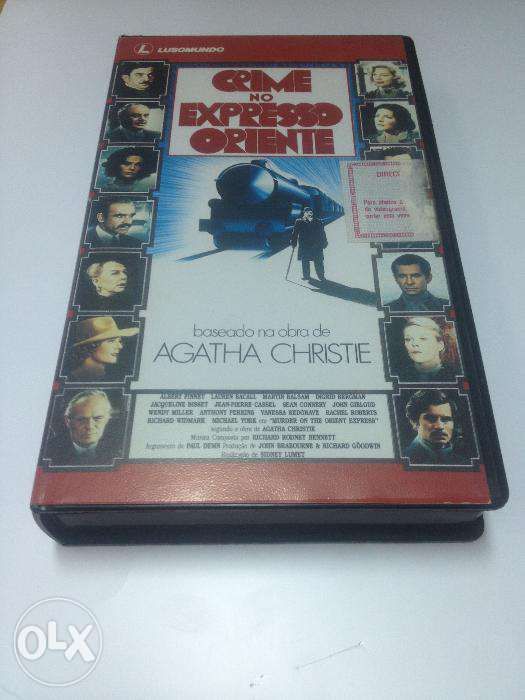 L LUSOMUNDO
CRIME
NO
EXPRESSO
ORIENTE
baseado na obra de
AGATHA CHRISTIE
ALBERT FINNEY LAUREN BACALL MARTIN BALSAM INGRID BERGMAN
JACQUELINE BISSET JEAN-PIERRE CASSEL SEAN CONNERY JOHN GIELGUD
WENDY HILLER ANTHONY PERKINS VANESSA REDGRAVE RACHEL ROBERTS
RICHARD WIDMARK MICHAEL YORK em "MURDER ON THE ORIENT EXPRESS"
segundo a obra de AGATHA CHRISTIE
Música Composta por RICHARD RODNEY BENNETT
Argumento de PAUL DEHN Produção de JOHN BRABOURNE & RICHARD GOODWIN
Realização de SIDNEY LUMET
OLX